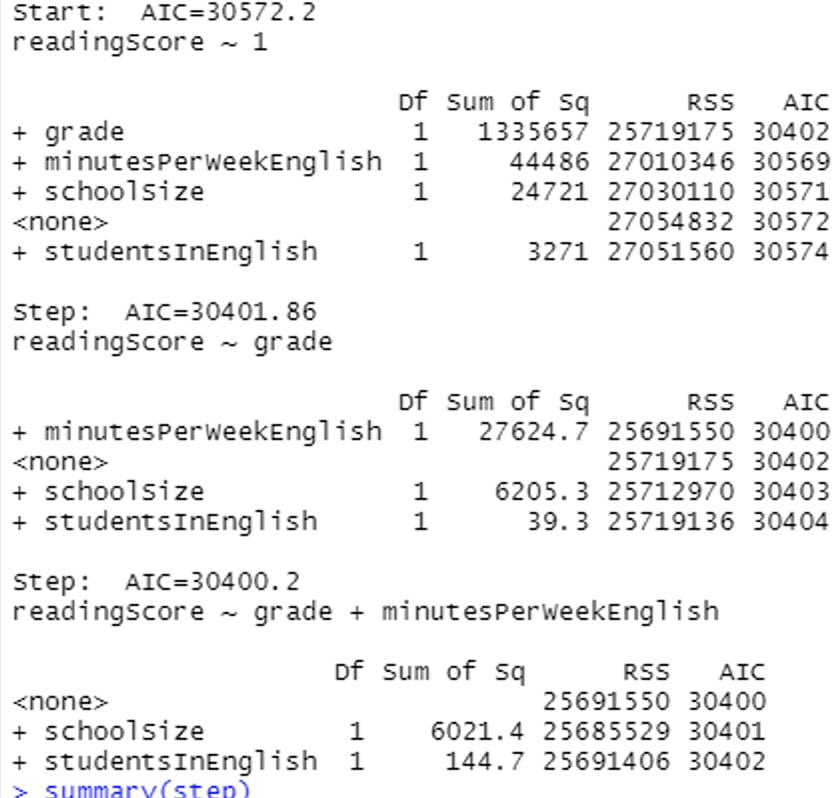 Start:  AIC=30572.2
readingScore ~ 1
Df Sum of Sq RSS AIC
+ grade 1 1335657 25719175 30402
+ minutesPerWeekEnglish 1 44486 27010346 30569
+ schoolSize 1 24721 27030110 30571
<none> 27054832 30572
+ studentsInEnglish 1 3271 27051560 30574
Step:  AIC=30401.86
readingScore ~ grade
Df Sum of Sq RSS AIC
+ minutesPerWeekEnglish 1 27624.7 25691550 30400
<none> 25719175 30402
+ schoolSize 1 6205.3 25712970 30403
+ studentsInEnglish 1 39.3 25719136 30404
Step:  AIC=30400.2
readingScore ~ grade + minutesPerWeekEnglish
Df Sum of Sq RSS AIC
<none> 25691550 30400
+ schoolSize 1 6021.4 25685529 30401
+ studentsInEnglish 1 144.7 25691406 30402
> summary(step)